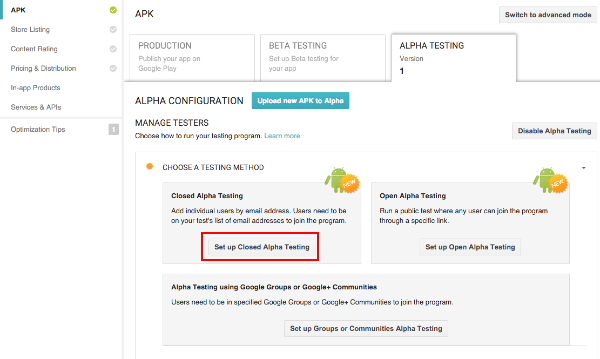 APK
Store Listing
Content Rating
Pricing & Distribution
In-app Products
Services & APIs
Optimization Tips
1
APK
Switch to advanced mode
PRODUCTION
Publish your app on
Google Play
BETA TESTING
Set up Beta testing for
your app
ALPHA TESTING
Version
1
ALPHA CONFIGURATION
Upload new APK to Alpha
MANAGE TESTERS
Choose how to run your testing program. Learn more
Disable Alpha Testing
CHOOSE A TESTING METHOD
NEW
Closed Alpha Testing
Add individual users by email address. Users need to be
on your test's list of email addresses to join the program.
Set up Closed Alpha Testing
NEW
Open Alpha Testing
Run a public test where any user can join the program
through a specific link.
Set up Open Alpha Testing
Alpha Testing using Google Groups or Google+ Communities
Users need to be in specified Google Groups or Google+ Communities to join the program.
Set up Groups or Communities Alpha Testing